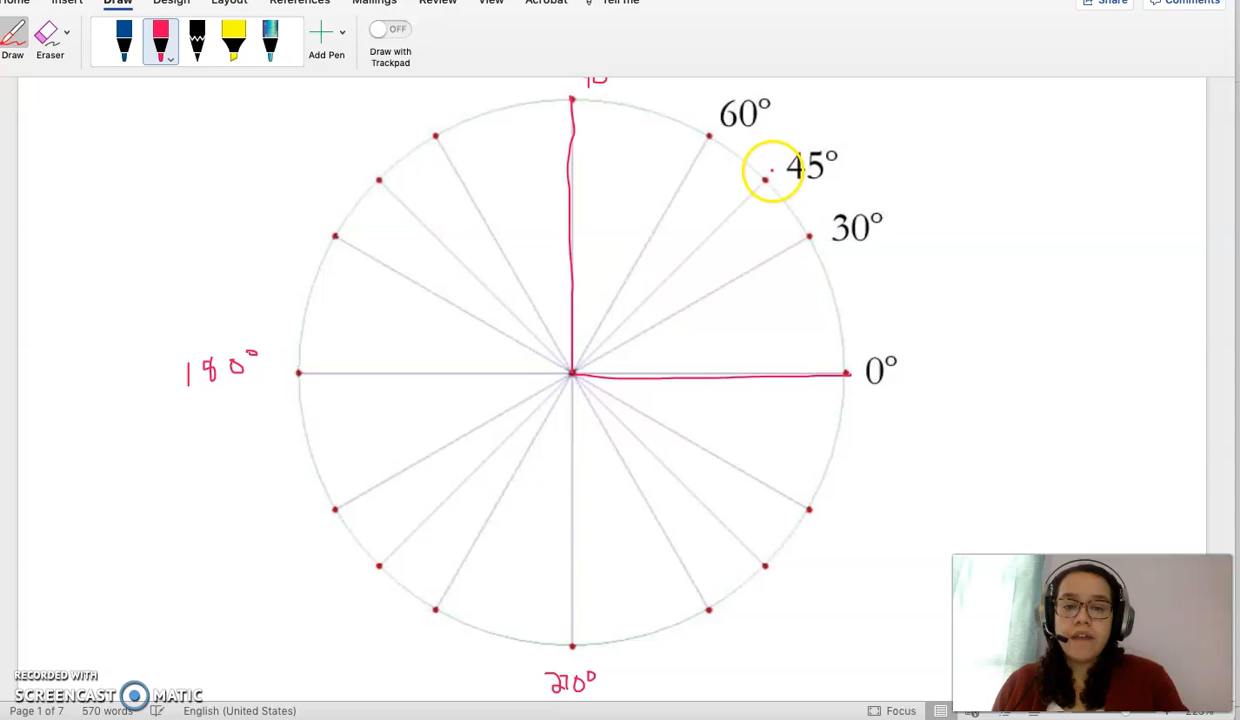 Home Insert Draw Design Layout References Mailings Review View Acrobat Tell me Share Comments
Draw Eraser OFF Add Pen Draw with Trackpad
60°
45°
30°
180°
0°
270°
RECORDED WITH
SCREENCAST MATIC
Page 1 of 7 570 words English (United States) Focus